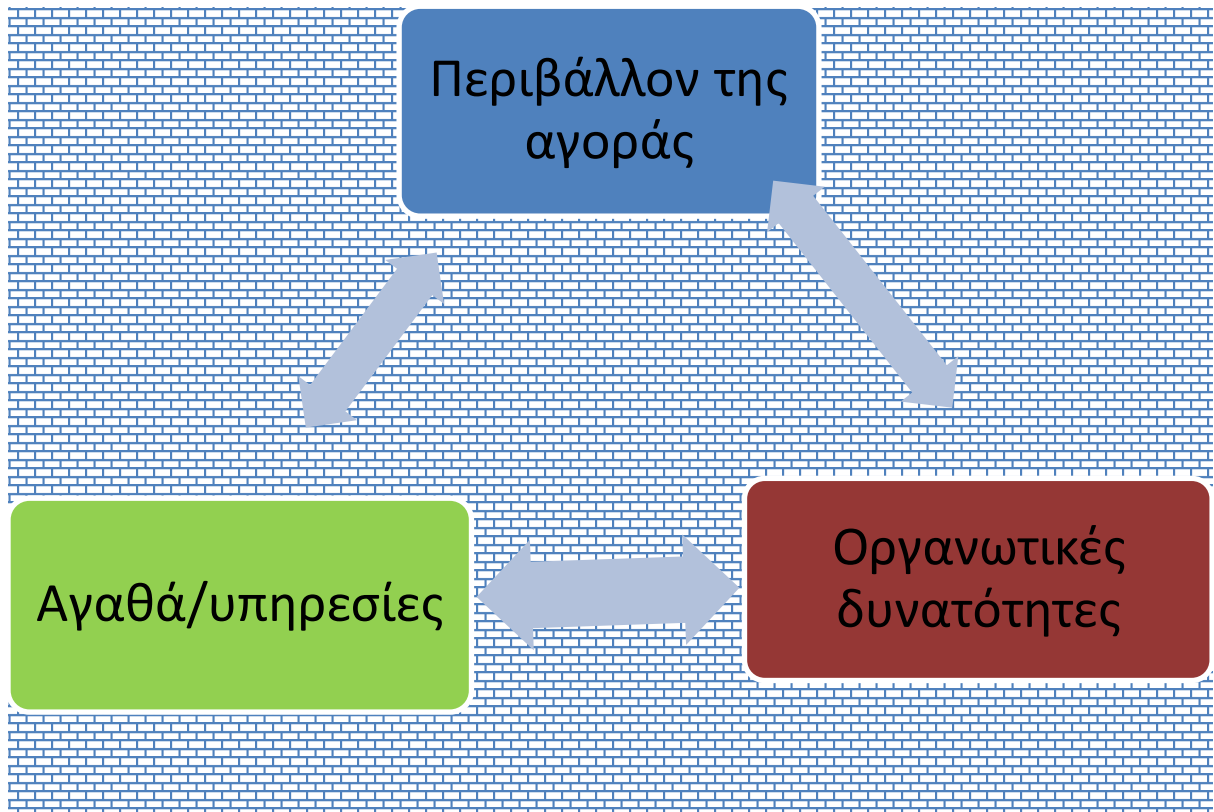 Περιβάλλον της
αγοράς
Αγαθά/υπηρεσίες
Οργανωτικές
δυνατότητες